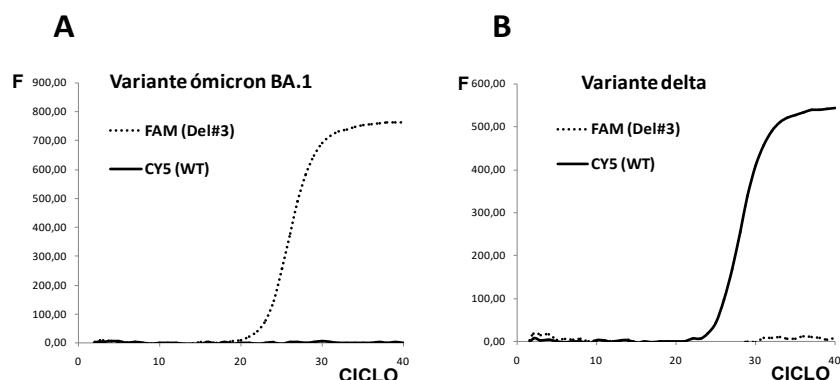 A
F
900,00
800,00
700,00
600,00
500,00
400,00
300,00
200,00
100,00
0,00
Variante ómicron BA.1
FAM (Del#3)
CY5 (WT)
0
10
20
30
40
CICLO
B
F
600,00
500,00
400,00
300,00
200,00
100,00
0,00
Variante delta
FAM (Del#3)
CY5 (WT)
0
10
20
30
40
CICLO